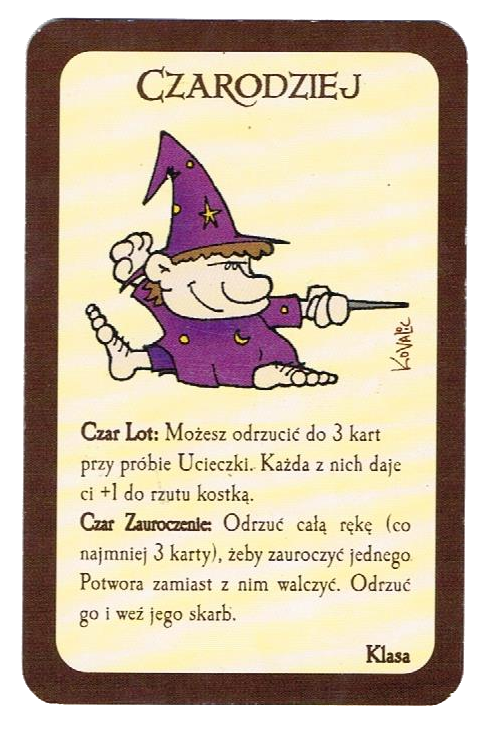 CZARODZIEJ
KOVALIC
Czar Lot: Możesz odrzucić do 3 kart
przy próbie Ucieczki. Każda z nich daje
ci +1 do rzutu kostką.
Czar Zauroczenie: Odrzuć całą rękę (co
najmniej 3 karty), żeby zauroczyć jednego
Potwora zamiast z nim walczyć. Odrzuć
go i weź jego skarb.
Klasa